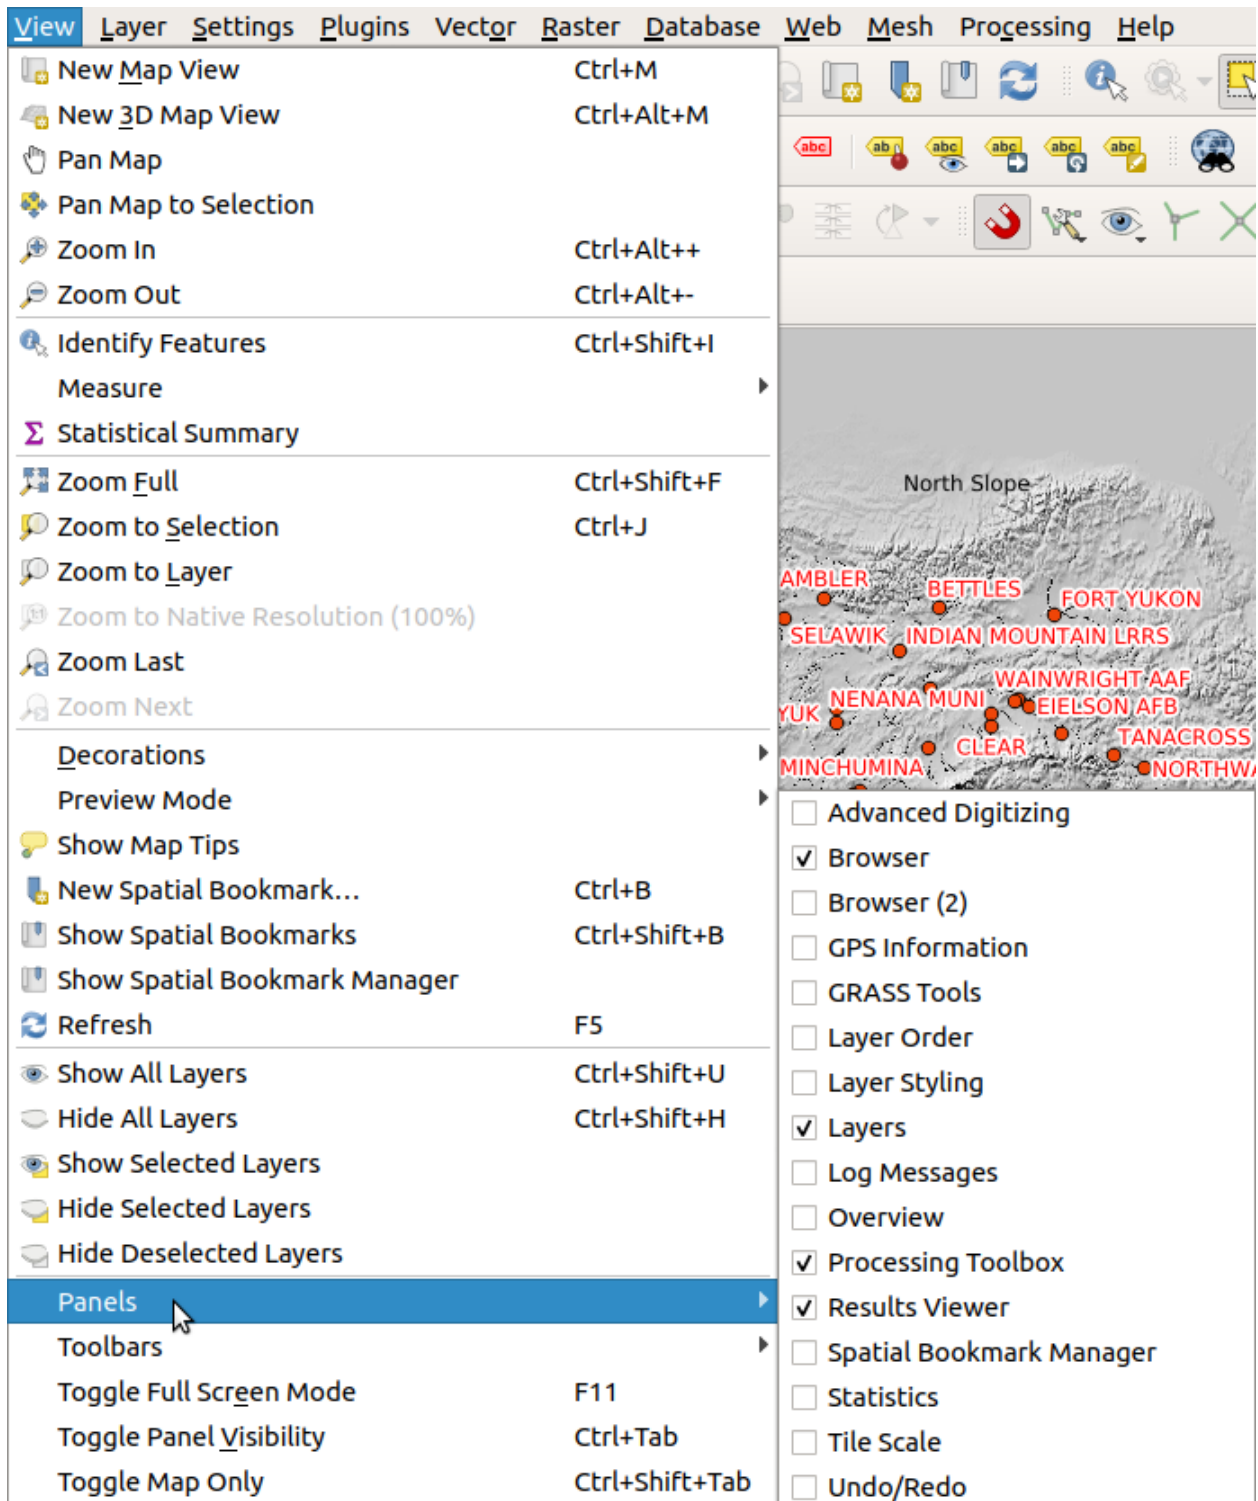 View Layer Settings Plugins Vector Raster Database Web Mesh Processing Help
New Map View Ctrl+M
New 3D Map View Ctrl+Alt+M
Pan Map
Pan Map to Selection
Zoom In Ctrl+Alt++
Zoom Out Ctrl+Alt+-
Identify Features Ctrl+Shift+I
Measure
Statistical Summary
Zoom Full Ctrl+Shift+F
Zoom to Selection Ctrl+J
Zoom to Layer
Zoom to Native Resolution (100%)
Zoom Last
Zoom Next
Decorations
Preview Mode
Show Map Tips
New Spatial Bookmark... Ctrl+B
Show Spatial Bookmarks Ctrl+Shift+B
Show Spatial Bookmark Manager
Refresh F5
Show All Layers Ctrl+Shift+U
Hide All Layers Ctrl+Shift+H
Show Selected Layers
Hide Selected Layers
Hide Deselected Layers
Panels
Toolbars
Toggle Full Screen Mode F11
Toggle Panel Visibility Ctrl+Tab
Toggle Map Only Ctrl+Shift+Tab
abc ab abc abc abc abc
North Slope
AMBLER
BETTLES
FORT YUKON
SELAWIK
INDIAN MOUNTAIN LRRS
WAINWRIGHT AAF
NENANA MUNI
YUK
EIELSON AFB
CLEAR
TANACROSS
MINCHUMINA
NORTHWA
Advanced Digitizing
Browser
Browser (2)
GPS Information
GRASS Tools
Layer Order
Layer Styling
Layers
Log Messages
Overview
Processing Toolbox
Results Viewer
Spatial Bookmark Manager
Statistics
Tile Scale
Undo/Redo